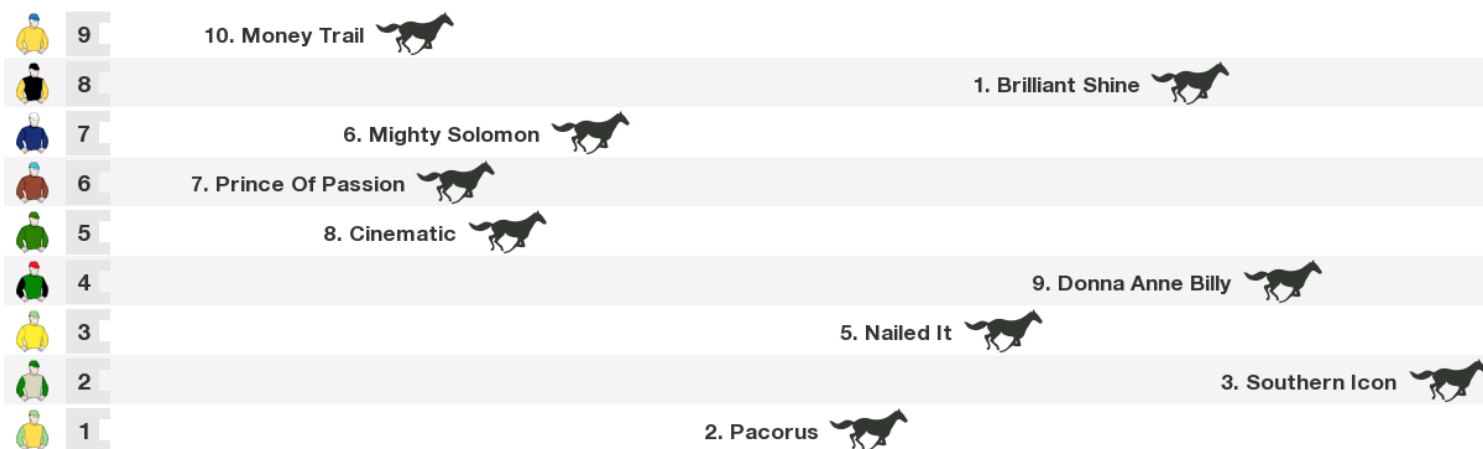 9 10. Money Trail
8 1. Brilliant Shine
7 6. Mighty Solomon
6 7. Prince Of Passion
5 8. Cinematic
4 9. Donna Anne Billy
3 5. Nailed It
2 3. Southern Icon
1 2. Pacorus